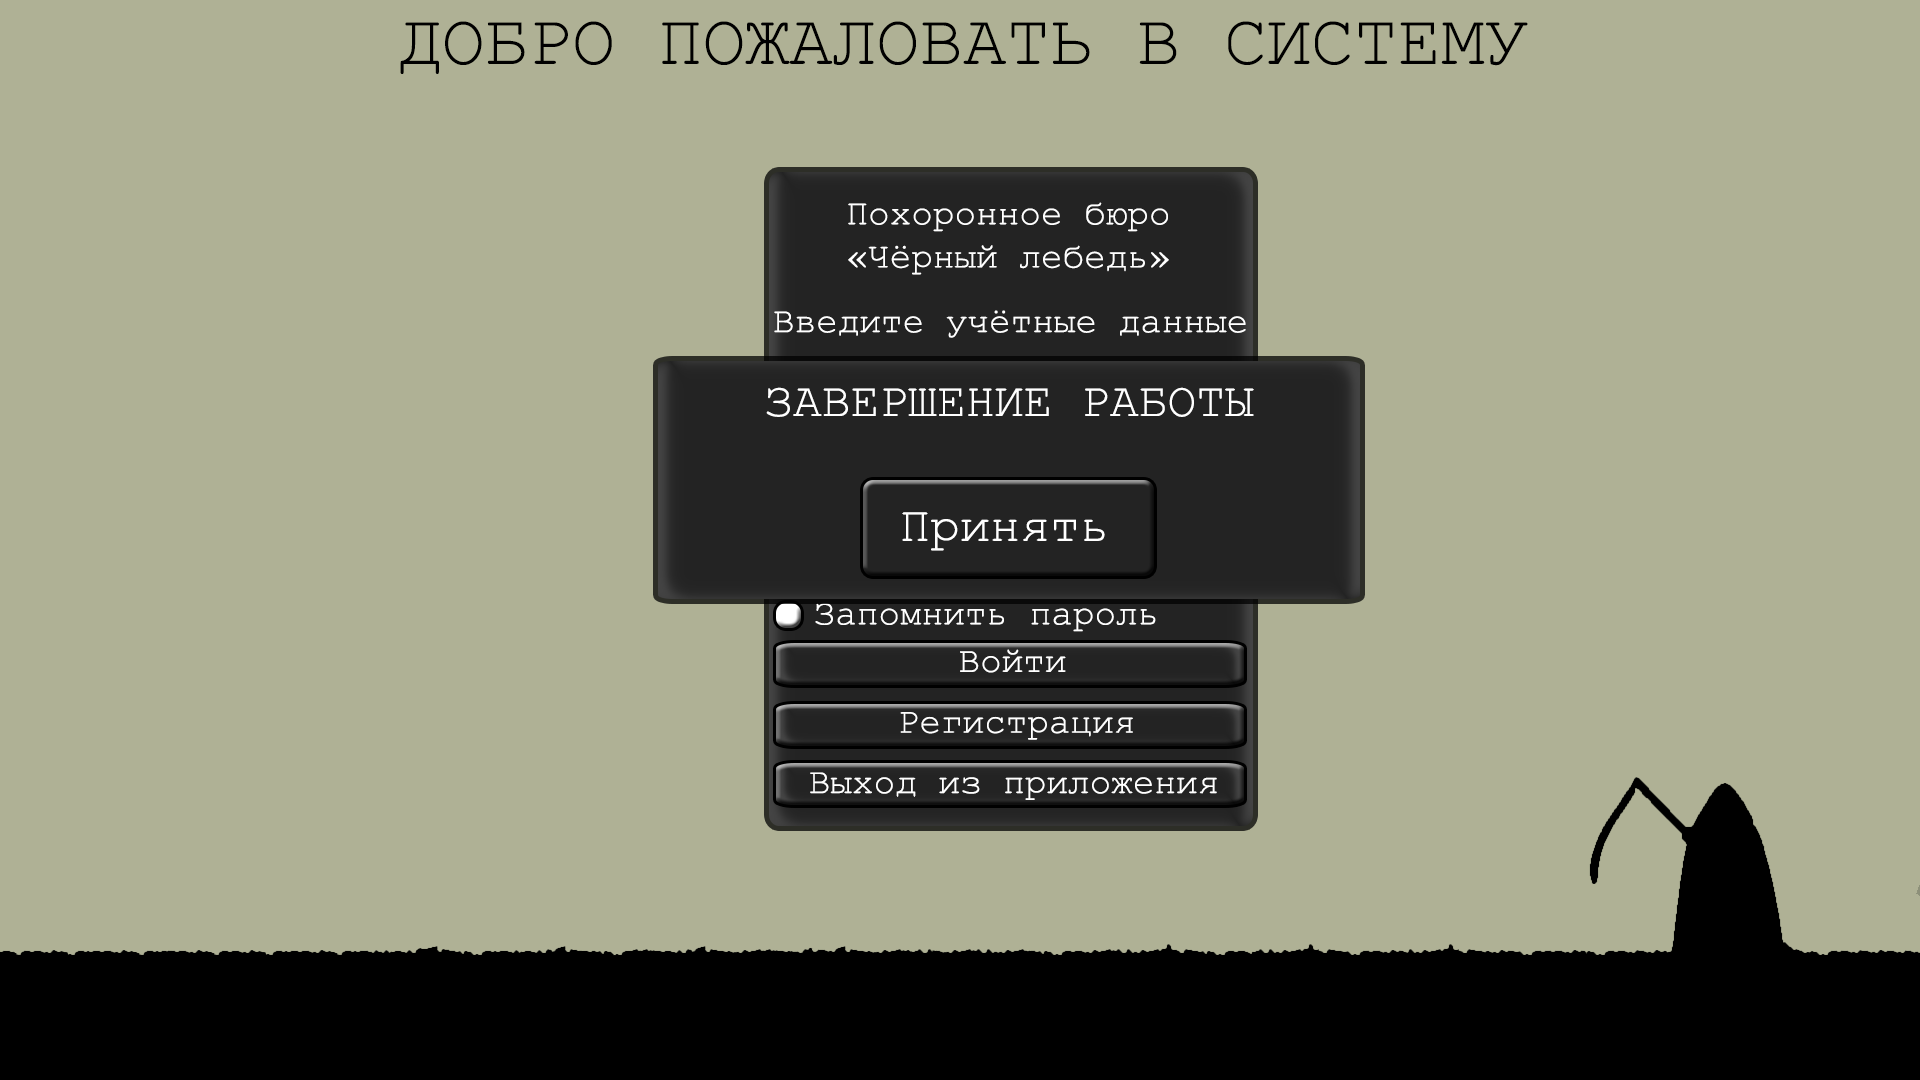 ДОБРО ПОЖАЛОВАТЬ В СИСТЕМУ
Похоронное бюро
«Чёрный лебедь»
Введите учётные данные
ЗАВЕРШЕНИЕ РАБОТЫ
Принять
Запомнить пароль
Войти
Регистрация
Выход из приложения